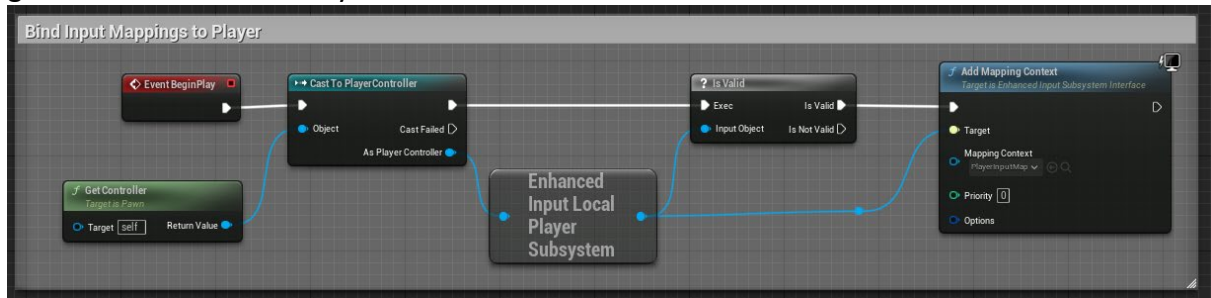 Bind Input Mappings to Player
Event BeginPlay
Cast To PlayerController
Object
Cast Failed
As Player Controller
Get Controller
Target is Pawn
Target self
Return Value
Enhanced
Input Local
Player
Subsystem
? Is Valid
Exec
Is Valid
Input Object
Is Not Valid
Add Mapping Context
Target is Enhanced Input Subsystem Interface
Target
Mapping Context
PlayerInputMap
Priority 0
Options